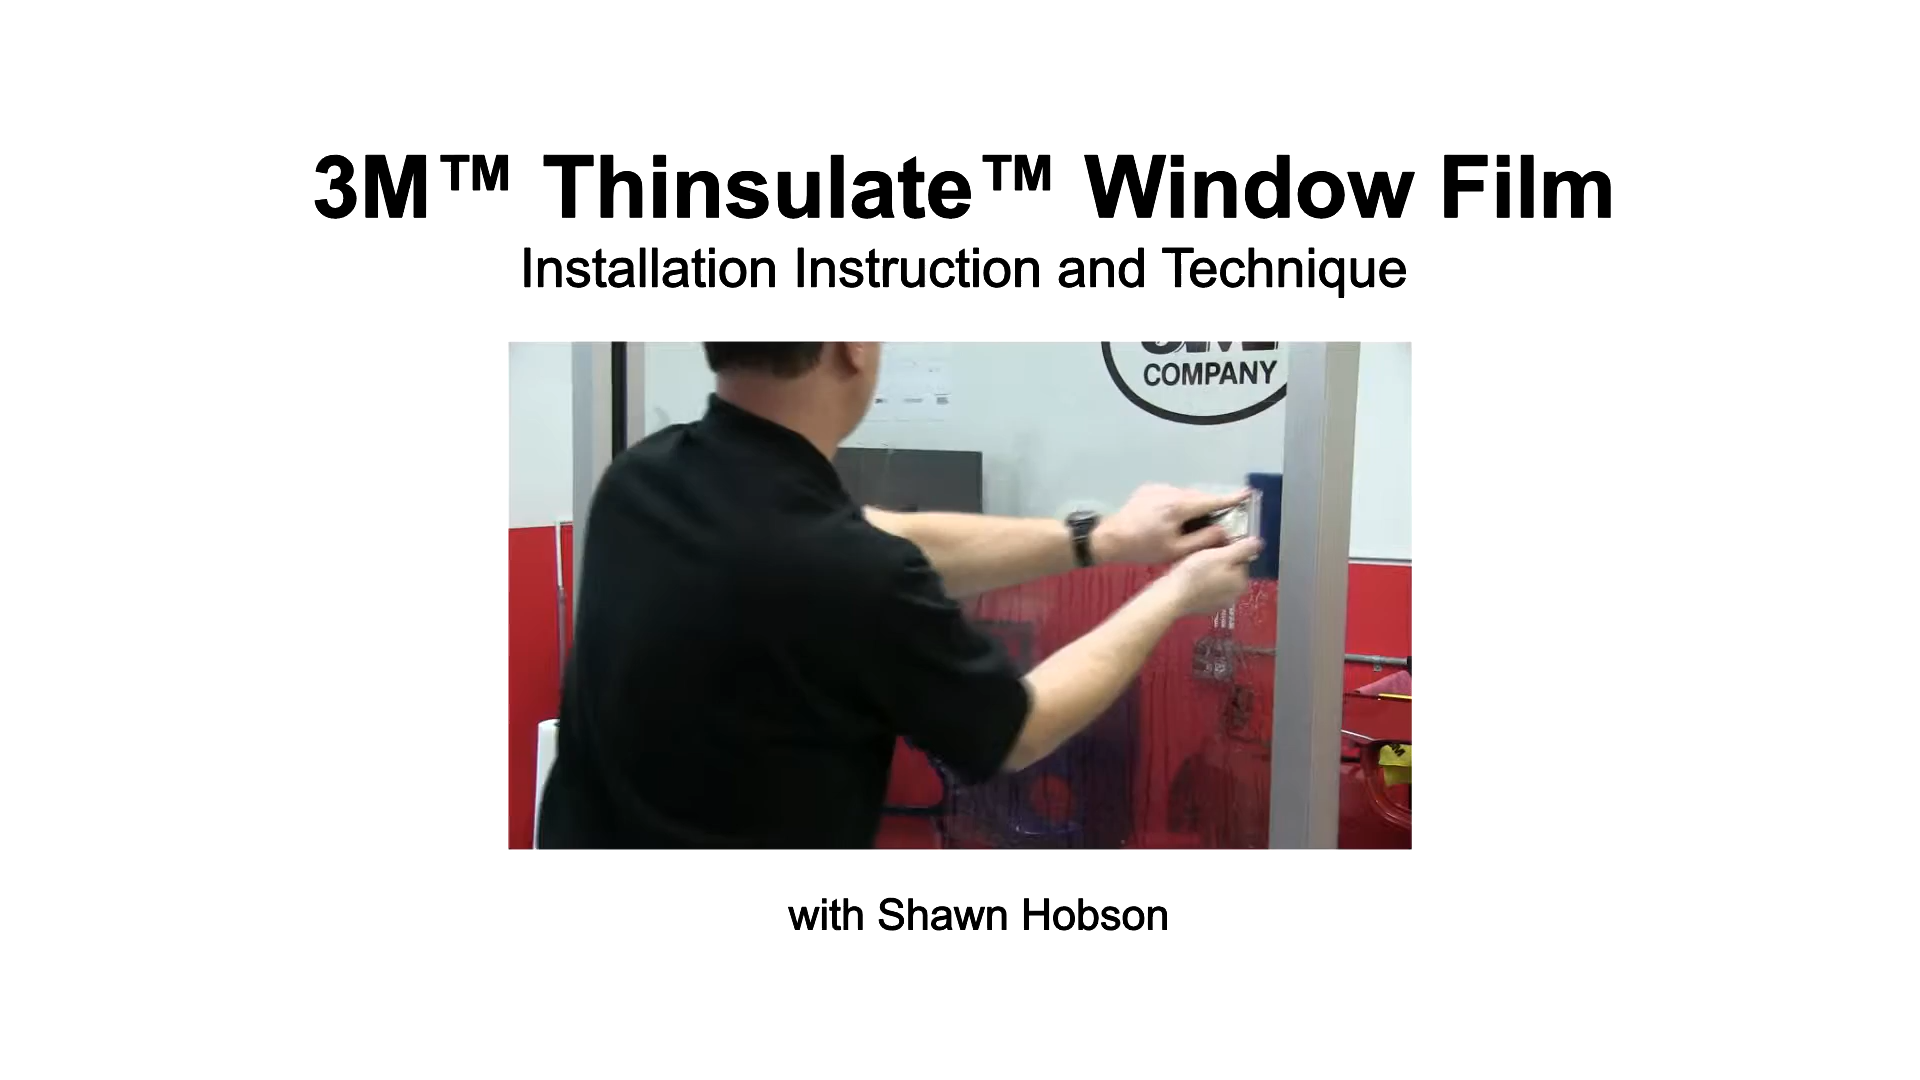 3M™ Thinsulate™ Window Film
Installation Instruction and Technique
COMPANY
with Shawn Hobson